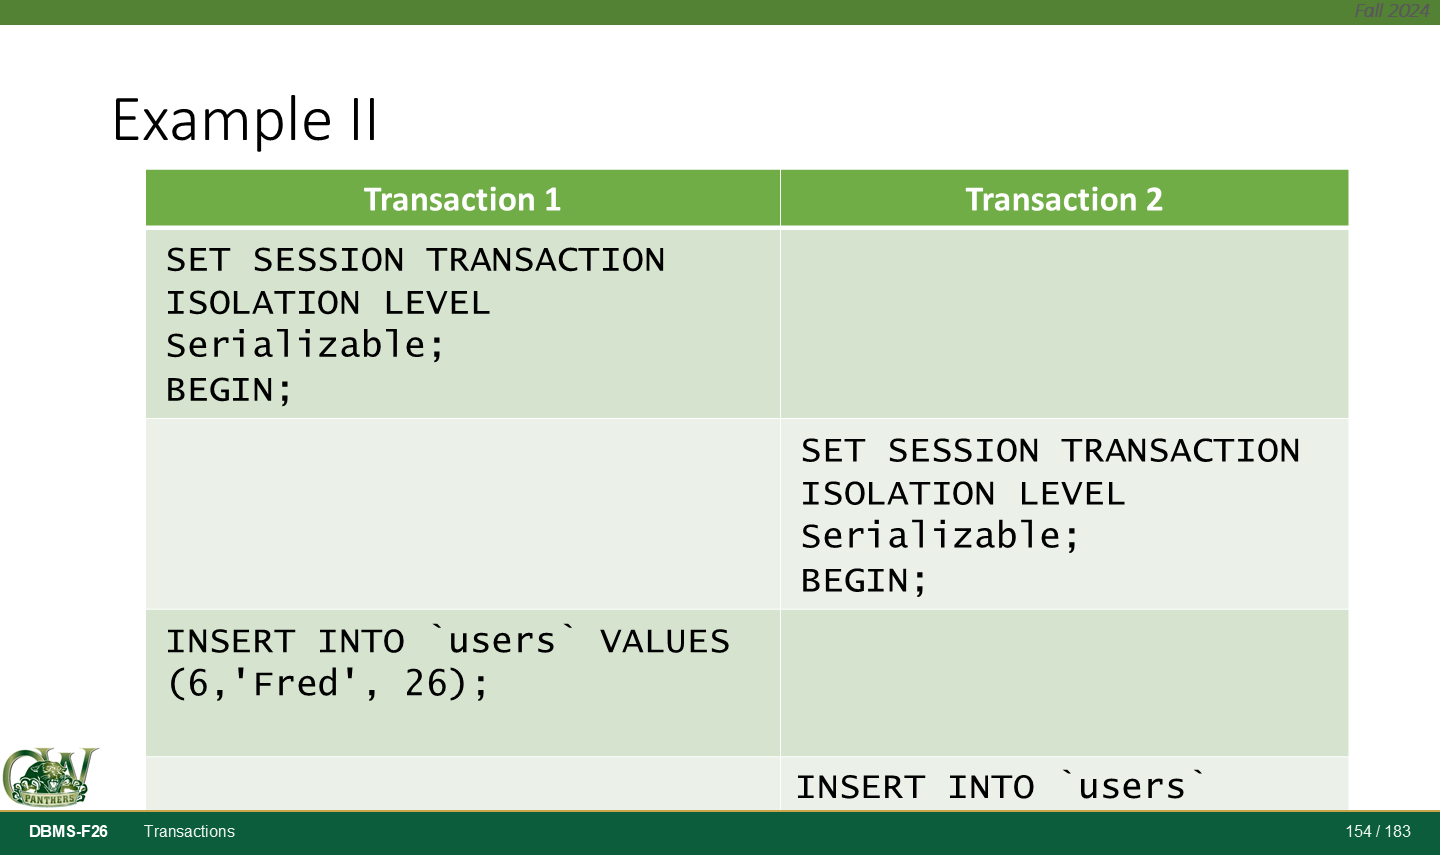 Fall 2024
Example II
Transaction 1
Transaction 2
SET SESSION TRANSACTION
ISOLATION LEVEL
Serializable;
BEGIN;
SET SESSION TRANSACTION
ISOLATION LEVEL
Serializable;
BEGIN;
INSERT INTO `users` VALUES
(6,'Fred', 26);
INSERT INTO `users`
OW
PANTHERS
DBMS-F26
Transactions
154 / 183